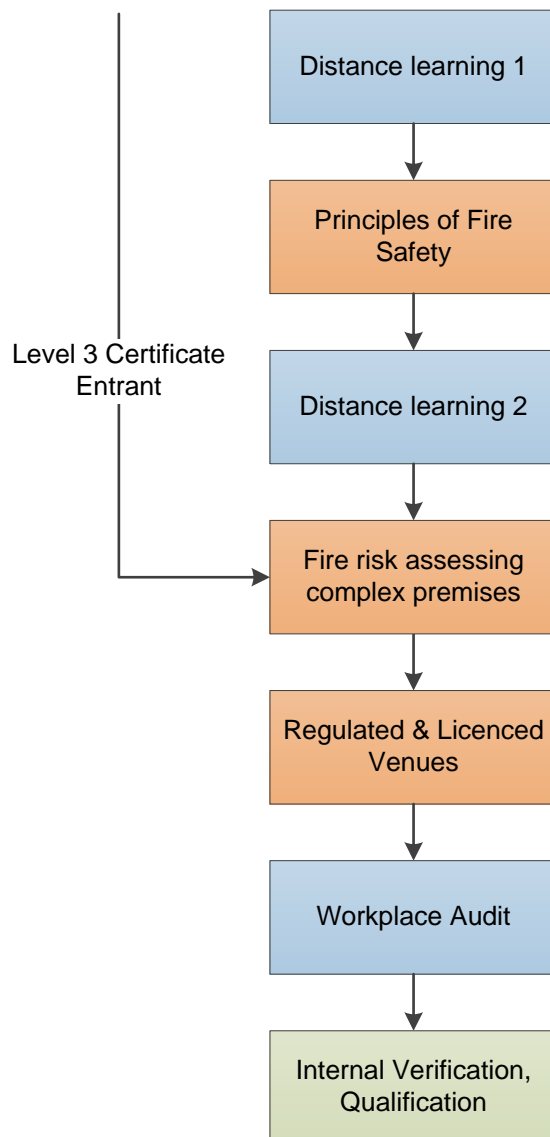 Distance learning 1
Principles of Fire
Safety
Level 3 Certificate
Entrant
Distance learning 2
Fire risk assessing
complex premises
Regulated & Licenced
Venues
Workplace Audit
Internal Verification,
Qualification